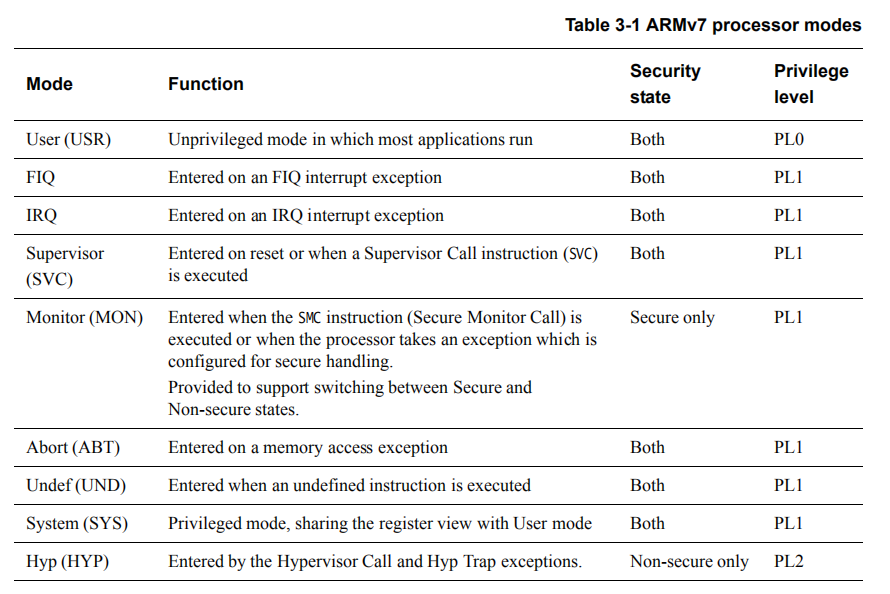 Table 3-1 ARMv7 processor modes
Mode Function Security state Privilege level
User (USR) Unprivileged mode in which most applications run Both PL0
FIQ Entered on an FIQ interrupt exception Both PL1
IRQ Entered on an IRQ interrupt exception Both PL1
Supervisor (SVC) Entered on reset or when a Supervisor Call instruction (SVC) Both PL1
is executed
Monitor (MON) Entered when the SMC instruction (Secure Monitor Call) is Secure only PL1
executed or when the processor takes an exception which is
configured for secure handling.
Provided to support switching between Secure and
Non-secure states.
Abort (ABT) Entered on a memory access exception Both PL1
Undef (UND) Entered when an undefined instruction is executed Both PL1
System (SYS) Privileged mode, sharing the register view with User mode Both PL1
Hyp (HYP) Entered by the Hypervisor Call and Hyp Trap exceptions. Non-secure only PL2